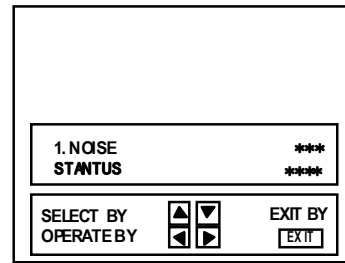 1. NOISE ***
STANTUS ****
SELECT BY ▲ ▼ EXIT BY
OPERATE BY ◀ ▶ EXIT